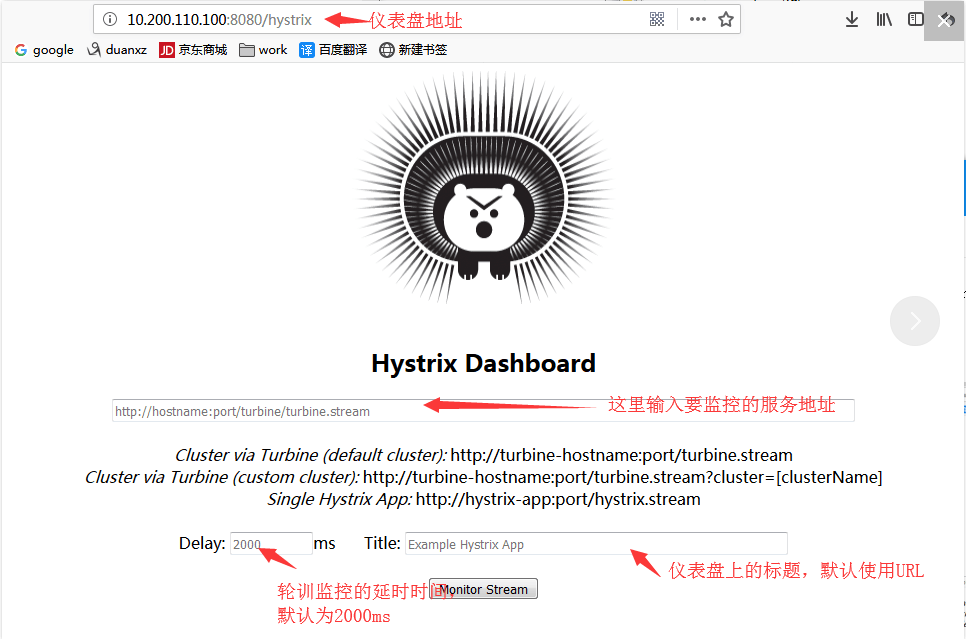 10.200.110.100:8080/hystrix 仪表盘地址
google duanxz JD 京东商城 work 译 百度翻译 新建书签
Hystrix Dashboard
http://hostname:port/turbine/turbine.stream 这里输入要监控的服务地址
Cluster via Turbine (default cluster): http://turbine-hostname:port/turbine.stream
Cluster via Turbine (custom cluster): http://turbine-hostname:port/turbine.stream?cluster=[clusterName]
Single Hystrix App: http://hystrix-app:port/hystrix.stream
Delay: 2000 ms Title: Example Hystrix App
仪表盘上的标题，默认使用URL
轮训监控的延时时间， Monitor Stream
默认为2000ms